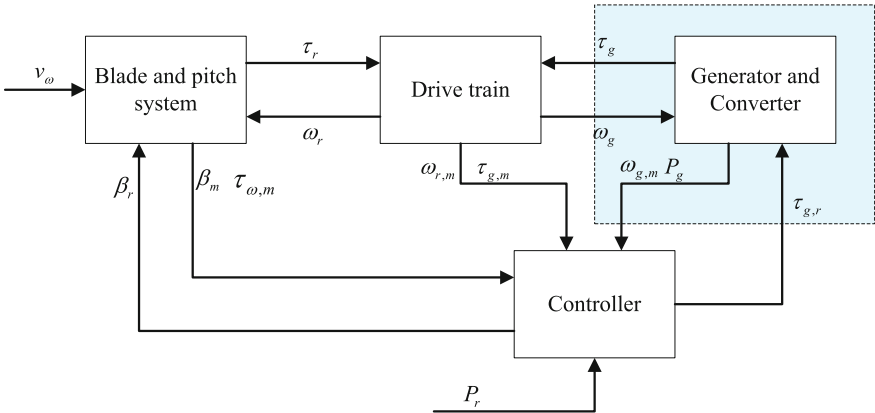 τ_r
τ_g
v_ω
Blade and pitch
system
Drive train
Generator and
Converter
ω_r
ω_g
β_r
β_m τ_ω,m
ω_r,m τ_g,m
ω_g,m P_g
τ_g,r
Controller
P_r